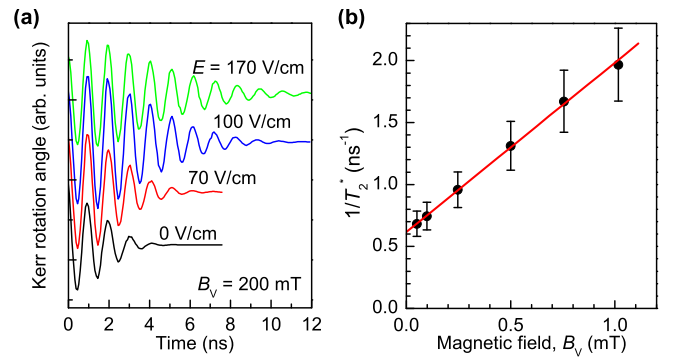 (a)
Kerr rotation angle (arb. units)
E = 170 V/cm
100 V/cm
70 V/cm
0 V/cm
B_V = 200 mT
0 2 4 6 8 10 12
Time (ns)
(b)
1/T_2^* (ns^-1)
2.0
1.5
1.0
0.5
0.0
0.0 0.5 1.0
Magnetic field, B_V (mT)